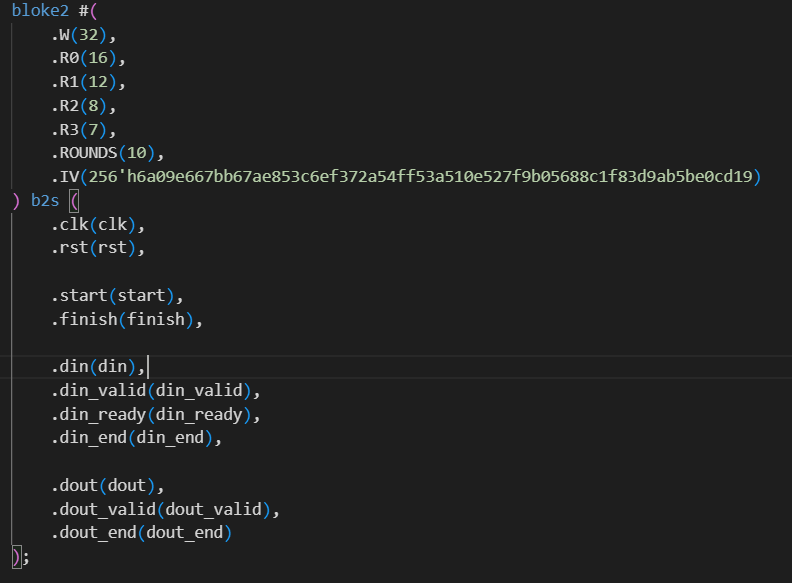 bloke2 #(
.W(32),
.R0(16),
.R1(12),
.R2(8),
.R3(7),
.ROUNDS(10),
.IV(256'h6a09e667bb67ae853c6ef372a54ff53a510e527f9b05688c1f83d9ab5be0cd19)
) b2s (
.clk(clk),
.rst(rst),
.start(start),
.finish(finish),
.din(din),
.din_valid(din_valid),
.din_ready(din_ready),
.din_end(din_end),
.dout(dout),
.dout_valid(dout_valid),
.dout_end(dout_end)
);